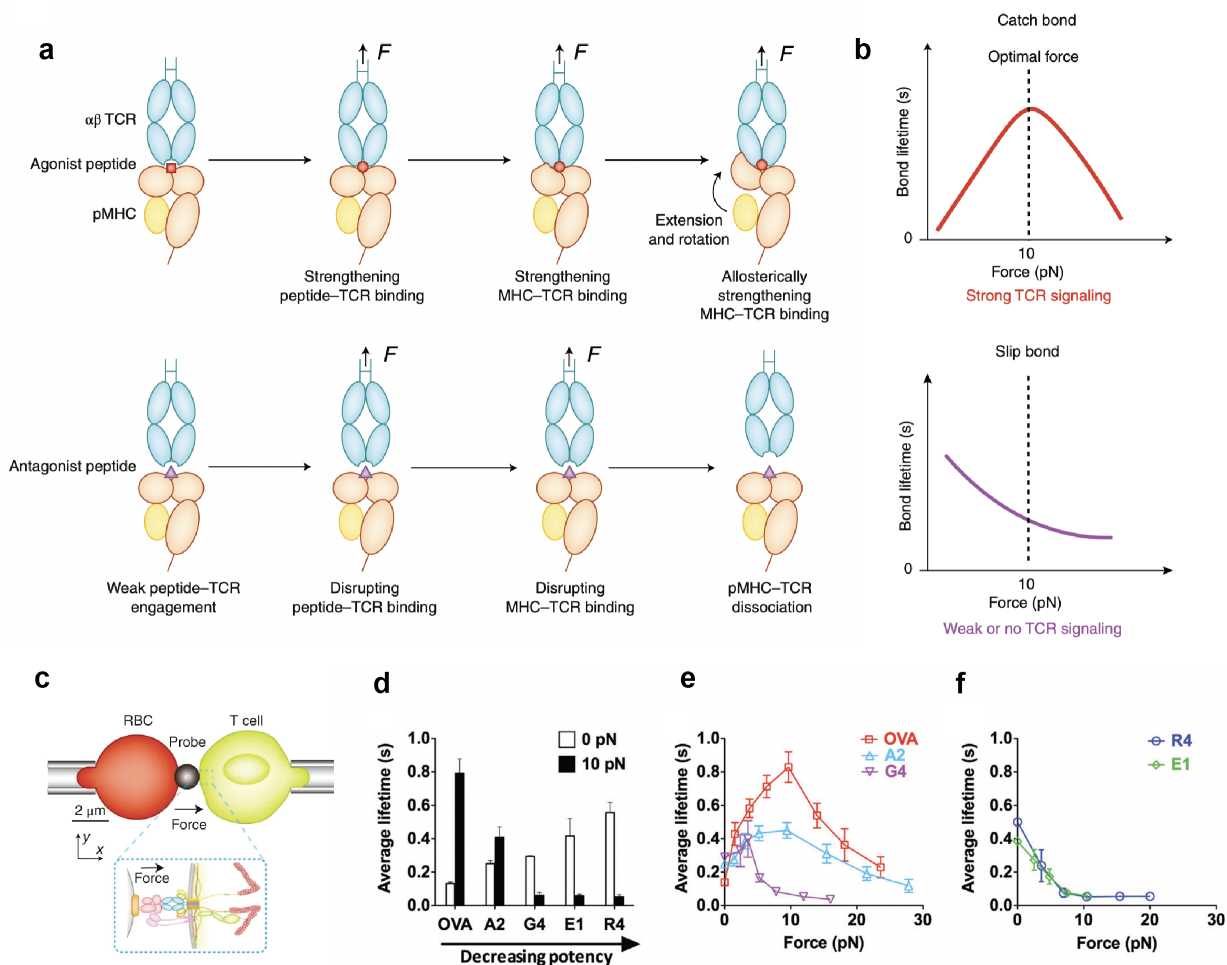 a
F
F
F
αβ TCR
Agonist peptide
pMHC
Extension
and rotation
Strengthening
peptide–TCR binding
Strengthening
MHC–TCR binding
Allosterically
strengthening
MHC–TCR binding
F
F
Antagonist peptide
Weak peptide–TCR
engagement
Disrupting
peptide–TCR binding
Disrupting
MHC–TCR binding
pMHC–TCR
dissociation
b
Catch bond
Optimal force
Bond lifetime (s)
0
10
Force (pN)
Strong TCR signaling
Slip bond
Bond lifetime (s)
0
10
Force (pN)
Weak or no TCR signaling
c
RBC
T cell
Probe
2 μm
Force
y
x
Force
d
Average lifetime (s)
1.0
0.8
0.6
0.4
0.2
0.0
0 pN
10 pN
OVA A2 G4 E1 R4
Decreasing potency
e
Average lifetime (s)
1.0
0.8
0.6
0.4
0.2
0.0
OVA
A2
G4
0 10 20 30
Force (pN)
f
Average lifetime (s)
1.0
0.8
0.6
0.4
0.2
0.0
R4
E1
0 10 20 30
Force (pN)